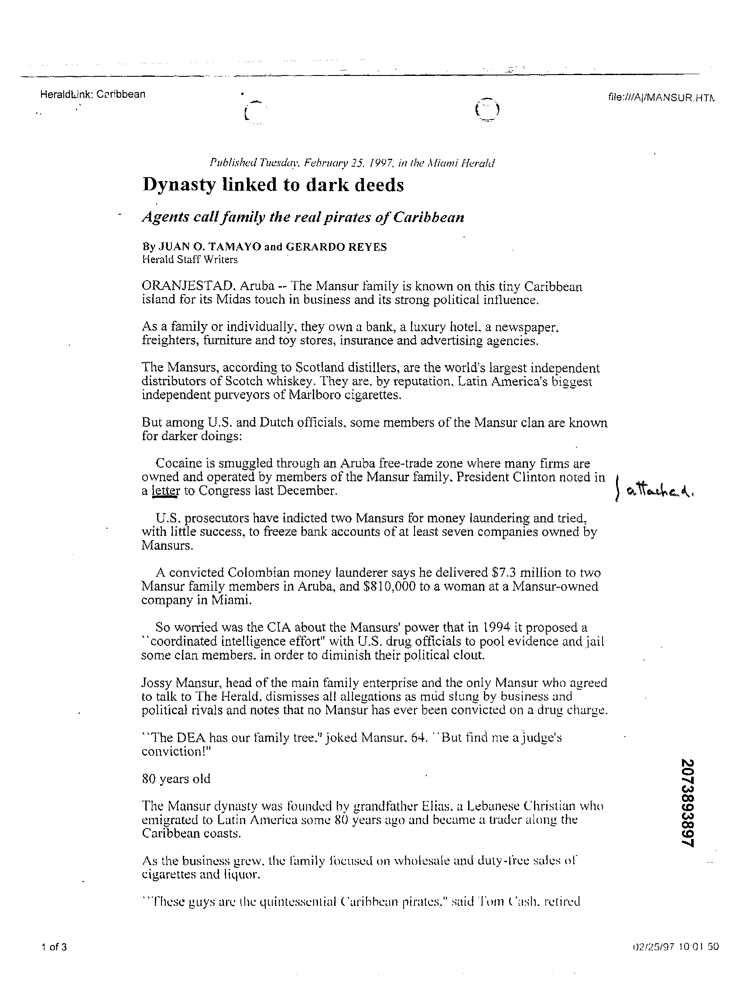 HeraldLink: Caribbean
file:///A|/MANSUR.HTM
Published Tuesday, February 25, 1997, in the Miami Herald
Dynasty linked to dark deeds
Agents call family the real pirates of Caribbean
By JUAN O. TAMAYO and GERARDO REYES
Herald Staff Writers
ORANJESTAD, Aruba -- The Mansur family is known on this tiny Caribbean
island for its Midas touch in business and its strong political influence.
As a family or individually, they own a bank, a luxury hotel, a newspaper,
freighters, furniture and toy stores, insurance and advertising agencies.
The Mansurs, according to Scotland distillers, are the world's largest independent
distributors of Scotch whiskey. They are, by reputation, Latin America's biggest
independent purveyors of Marlboro cigarettes.
But among U.S. and Dutch officials, some members of the Mansur clan are known
for darker doings:
Cocaine is smuggled through an Aruba free-trade zone where many firms are
owned and operated by members of the Mansur family, President Clinton noted in
a letter to Congress last December.
attached.
U.S. prosecutors have indicted two Mansurs for money laundering and tried,
with little success, to freeze bank accounts of at least seven companies owned by
Mansurs.
A convicted Colombian money launderer says he delivered $7.3 million to two
Mansur family members in Aruba, and $810,000 to a woman at a Mansur-owned
company in Miami.
So worried was the CIA about the Mansurs' power that in 1994 it proposed a
``coordinated intelligence effort" with U.S. drug officials to pool evidence and jail
some clan members, in order to diminish their political clout.
Jossy Mansur, head of the main family enterprise and the only Mansur who agreed
to talk to The Herald, dismisses all allegations as mud slung by business and
political rivals and notes that no Mansur has ever been convicted on a drug charge.
``The DEA has our family tree," joked Mansur, 64. ``But find me a judge's
conviction!"
80 years old
The Mansur dynasty was founded by grandfather Elias, a Lebanese Christian who
emigrated to Latin America some 80 years ago and became a trader along the
Caribbean coasts.
As the business grew, the family focused on wholesale and duty-free sales of
cigarettes and liquor.
``These guys are the quintessential Caribbean pirates," said Tom Cash, retired
2073893897
1 of 3
02/25/97 10:01:50